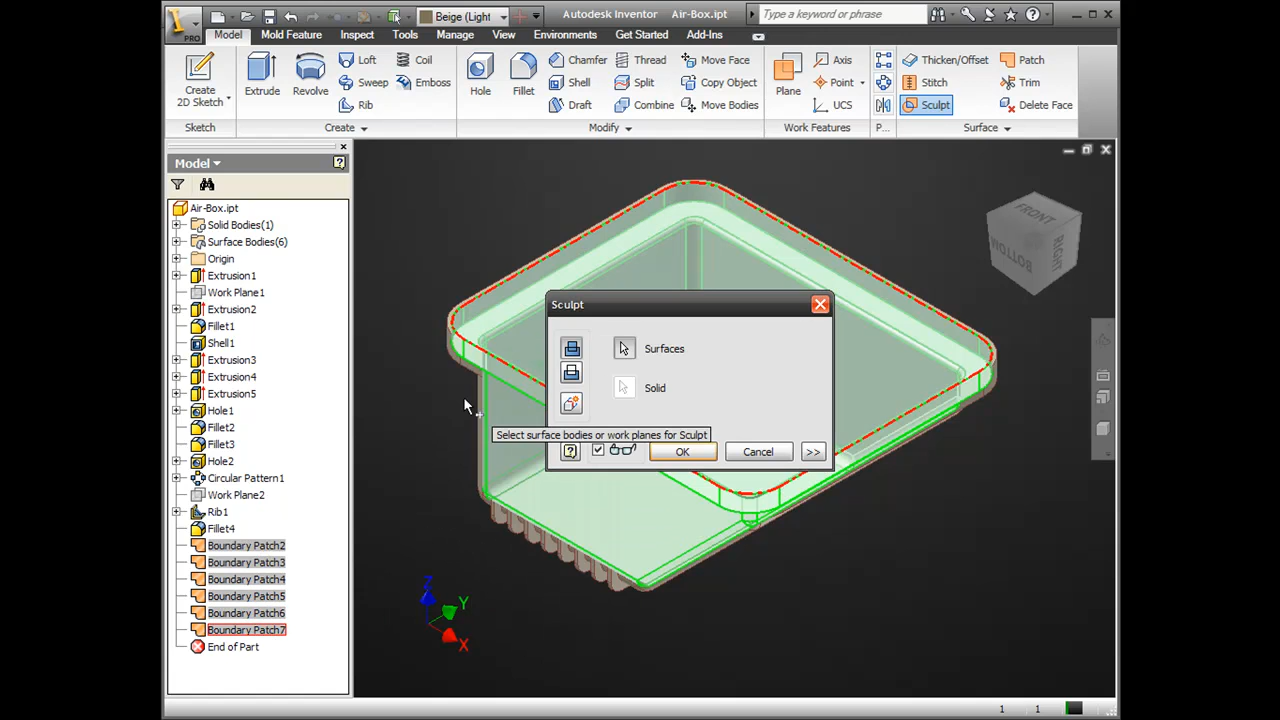 Beige (Light
Autodesk Inventor Air-Box.ipt
Type a keyword or phrase
PRO
Model Mold Feature Inspect Tools Manage View Environments Get Started Add-Ins
Create
2D Sketch
Extrude
Revolve
Loft
Sweep
Rib
Coil
Emboss
Hole
Fillet
Chamfer
Shell
Draft
Thread
Split
Combine
Move Face
Copy Object
Move Bodies
Plane
Axis
Point
UCS
Thicken/Offset
Stitch
Sculpt
Patch
Trim
Delete Face
Sketch
Create
Modify
Work Features
P...
Surface
Model
Air-Box.ipt
Solid Bodies(1)
Surface Bodies(6)
Origin
Extrusion1
Work Plane1
Extrusion2
Fillet1
Shell1
Extrusion3
Extrusion4
Extrusion5
Hole1
Fillet2
Fillet3
Hole2
Circular Pattern1
Work Plane2
Rib1
Fillet4
Boundary Patch2
Boundary Patch3
Boundary Patch4
Boundary Patch5
Boundary Patch6
Boundary Patch7
End of Part
FRONT
RIGHT
BOTTOM
Sculpt
Surfaces
Solid
Select surface bodies or work planes for Sculpt
OK
Cancel
>>
Z
Y
X
1 1